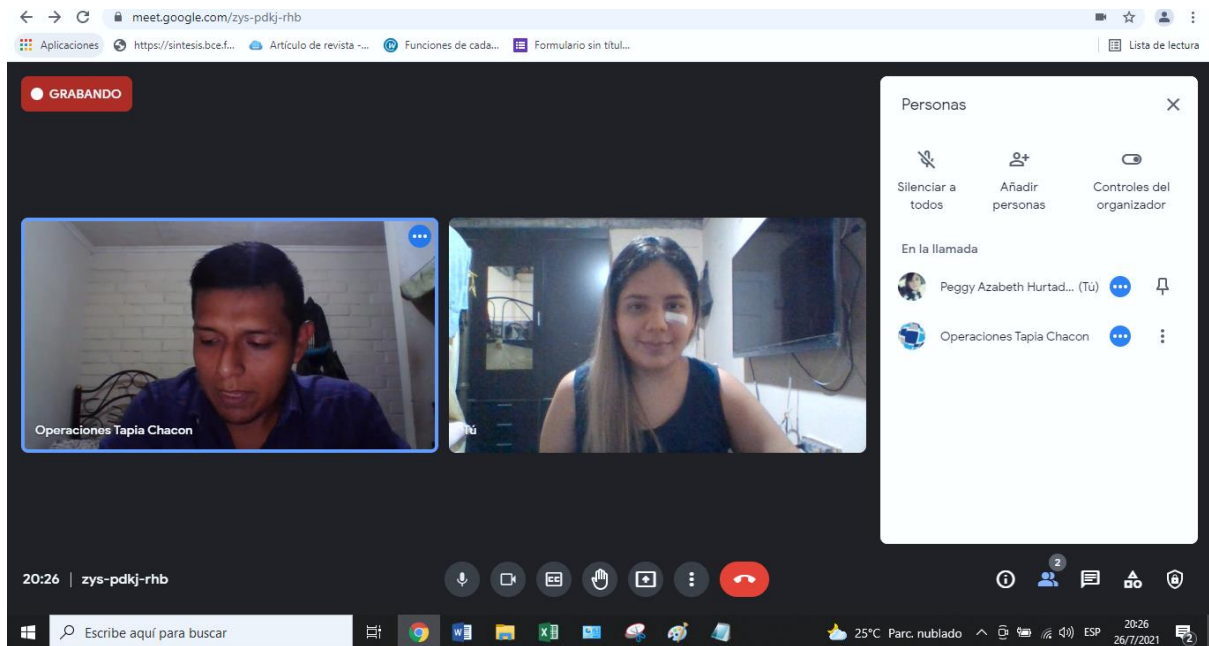 meet.google.com/zys-pdkj-rhb
Aplicaciones
https://sintesis.bce.f...
Artículo de revista -...
Funciones de cada...
Formulario sin títul...
Lista de lectura
GRABANDO
Personas
Silenciar a
todos
Añadir
personas
Controles del
organizador
En la llamada
Peggy Azabeth Hurtad... (Tú)
Operaciones Tapia Chacon
Operaciones Tapia Chacon
Tú
20:26 | zys-pdkj-rhb
2
Escribe aquí para buscar
25°C Parc. nublado
ESP
20:26
26/7/2021
2